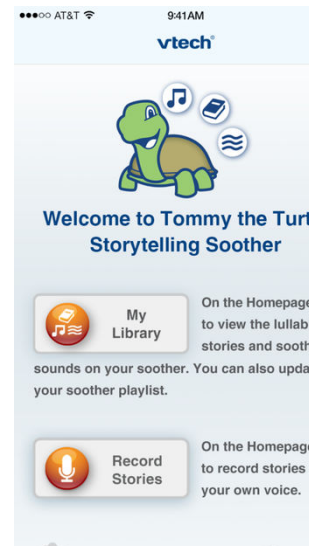 AT&T 9:41AM
vtech®
Welcome to Tommy the Turt
Storytelling Soother
My
Library
On the Homepage
to view the lullab
stories and sooth
sounds on your soother. You can also upda
your soother playlist.
Record
Stories
On the Homepage
to record stories
your own voice.